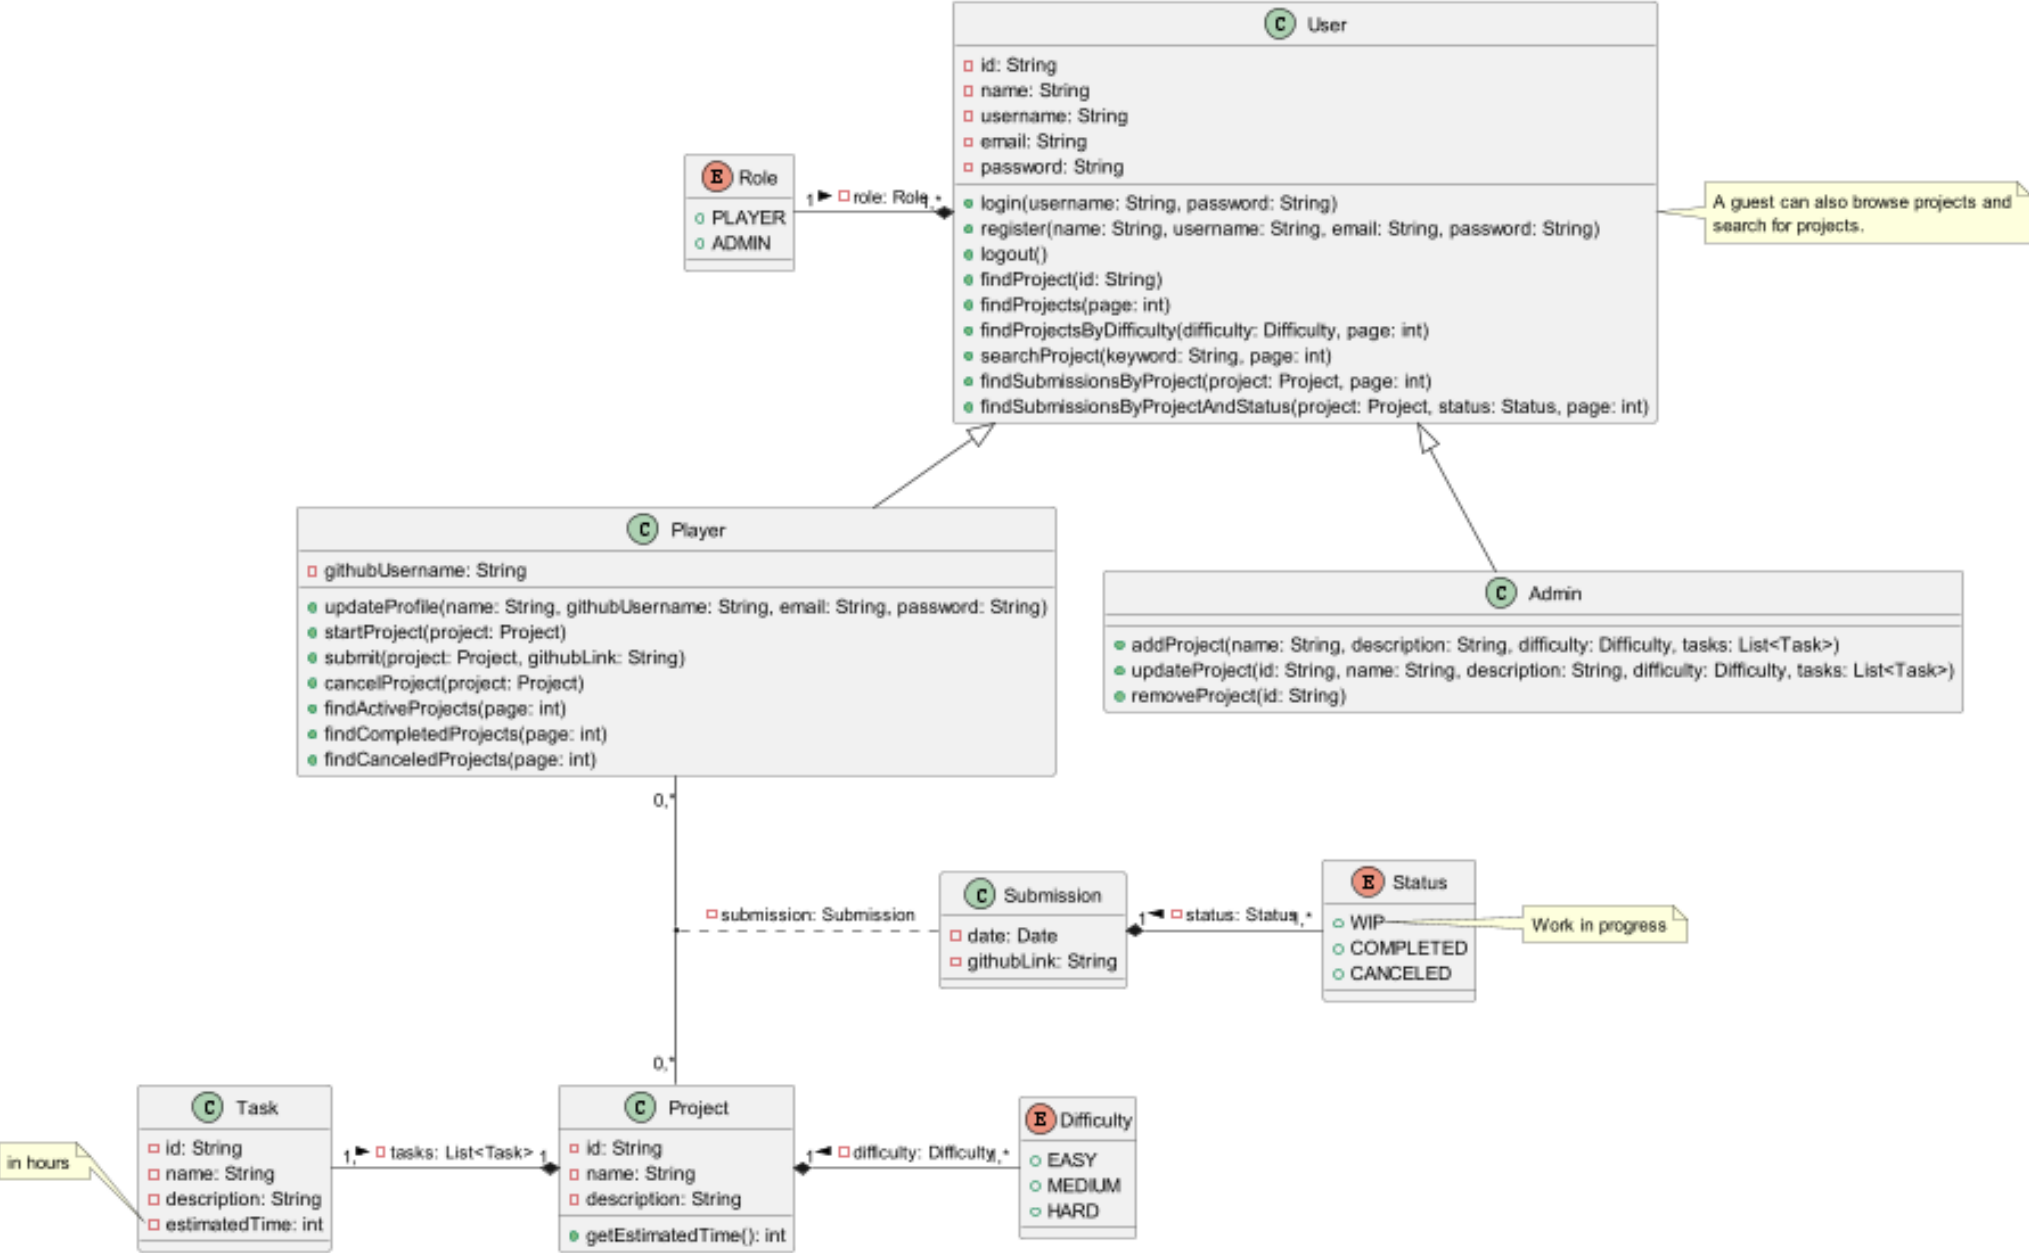 C User
id: String
name: String
username: String
email: String
password: String
login(username: String, password: String)
register(name: String, username: String, email: String, password: String)
logout()
findProject(id: String)
findProjects(page: int)
findProjectsByDifficulty(difficulty: Difficulty, page: int)
searchProject(keyword: String, page: int)
findSubmissionsByProject(project: Project, page: int)
findSubmissionsByProjectAndStatus(project: Project, status: Status, page: int)
E Role
PLAYER
ADMIN
1 role: Role 1,*
A guest can also browse projects and
search for projects.
C Player
githubUsername: String
updateProfile(name: String, githubUsername: String, email: String, password: String)
startProject(project: Project)
submit(project: Project, githubLink: String)
cancelProject(project: Project)
findActiveProjects(page: int)
findCompletedProjects(page: int)
findCanceledProjects(page: int)
C Admin
addProject(name: String, description: String, difficulty: Difficulty, tasks: List<Task>)
updateProject(id: String, name: String, description: String, difficulty: Difficulty, tasks: List<Task>)
removeProject(id: String)
0,*
submission: Submission
C Submission
date: Date
githubLink: String
1 status: Status 1,*
E Status
WIP
COMPLETED
CANCELED
Work in progress
0,*
C Task
id: String
name: String
description: String
estimatedTime: int
in hours
1, tasks: List<Task> 1
C Project
id: String
name: String
description: String
getEstimatedTime(): int
1 difficulty: Difficulty 1,*
E Difficulty
EASY
MEDIUM
HARD